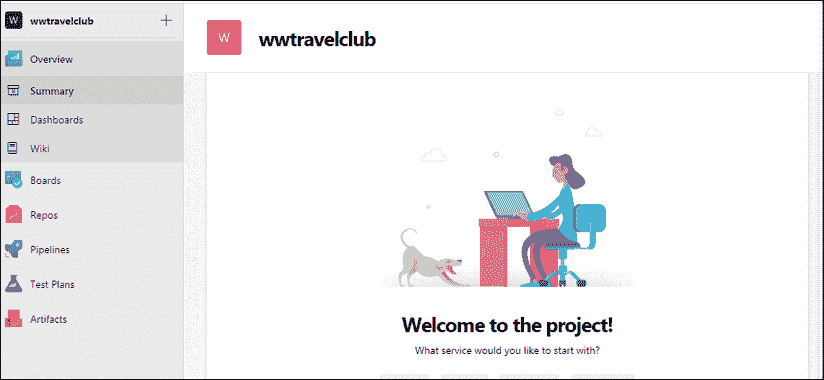 W wwtravelclub +
Overview
Summary
Dashboards
Wiki
Boards
Repos
Pipelines
Test Plans
Artifacts
W wwtravelclub
Welcome to the project!
What service would you like to start with?